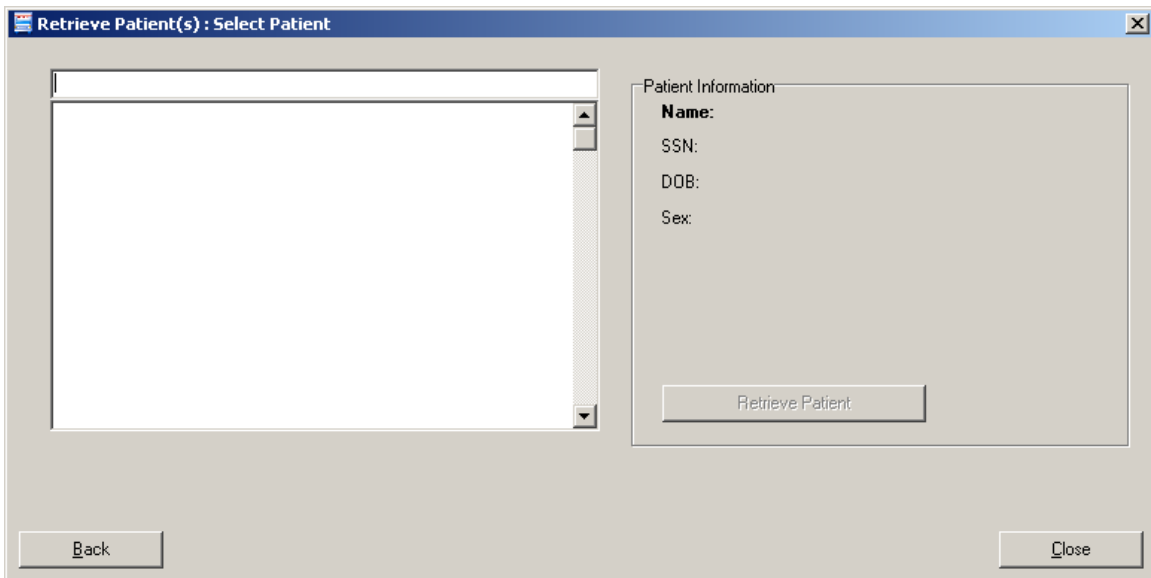 Retrieve Patient(s) : Select Patient
Patient Information
Name:
SSN:
DOB:
Sex:
Retrieve Patient
Back
Close